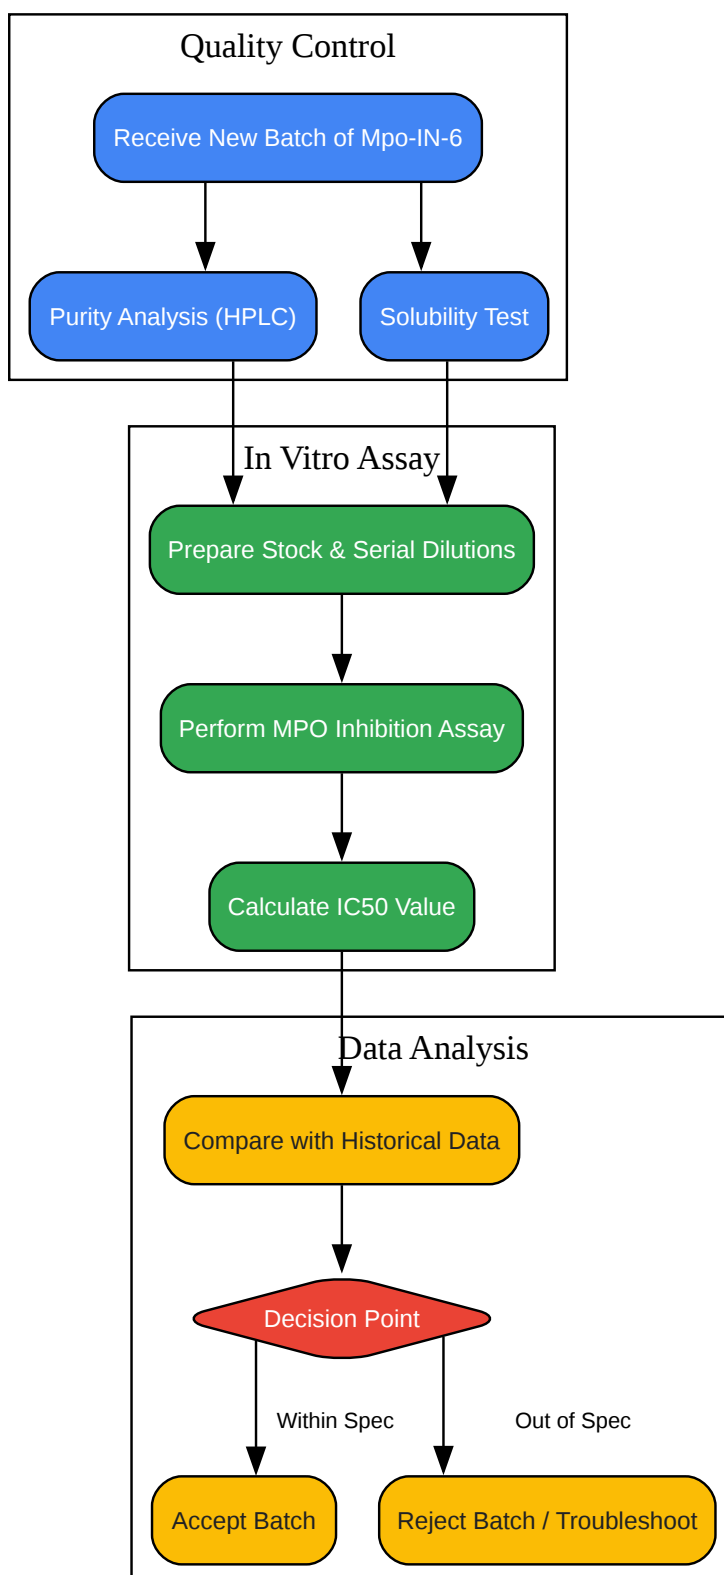 Quality Control
Receive New Batch of Mpo-IN-6
Purity Analysis (HPLC)
Solubility Test
In Vitro Assay
Prepare Stock & Serial Dilutions
Perform MPO Inhibition Assay
Calculate IC50 Value
Data Analysis
Compare with Historical Data
Decision Point
Within Spec
Out of Spec
Accept Batch
Reject Batch / Troubleshoot